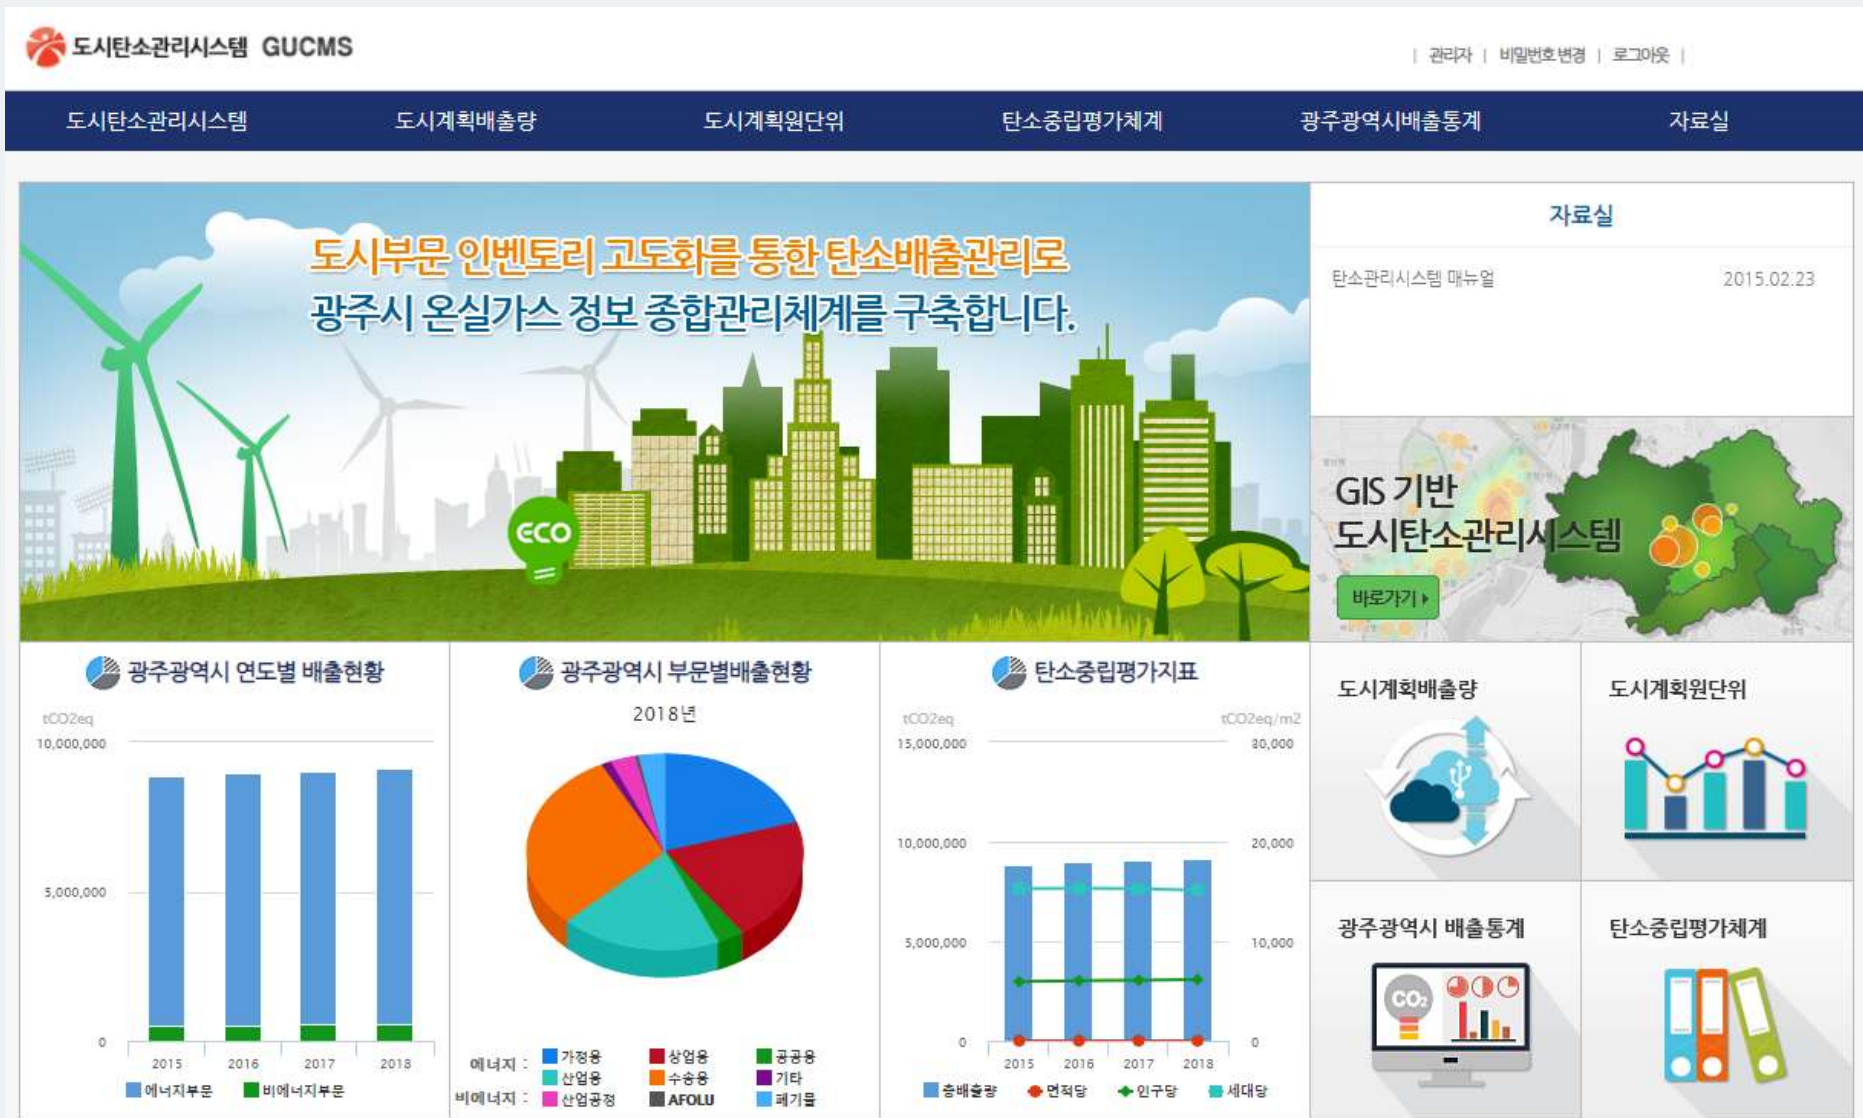 도시탄소관리시스템 GUCMS
| 관리자 | 비밀번호 변경 | 로그아웃 |
도시탄소관리시스템 도시계획배출량 도시계획원단위 탄소중립평가체계 광주광역시배출통계 자료실
도시부문 인벤토리 고도화를 통한 탄소배출관리로
광주시 온실가스 정보 종합관리체계를 구축합니다.
ECO
자료실
탄소관리시스템 매뉴얼 2015.02.23
GIS 기반
도시탄소관리시스템
바로가기
광주광역시 연도별 배출현황
tCO2eq
10,000,000
5,000,000
0
2015 2016 2017 2018
에너지부문 비에너지부문
광주광역시 부문별배출현황
2018년
에너지 : 가정용 상업용 공공용
산업용 수송용 기타
비에너지 : 산업공정 AFOLU 폐기물
탄소중립평가지표
tCO2eq tCO2eq/m2
15,000,000 30,000
10,000,000 20,000
5,000,000 10,000
0 0
2015 2016 2017 2018
총배출량 면적당 인구당 세대당
도시계획배출량
도시계획원단위
광주광역시 배출통계
CO2
탄소중립평가체계